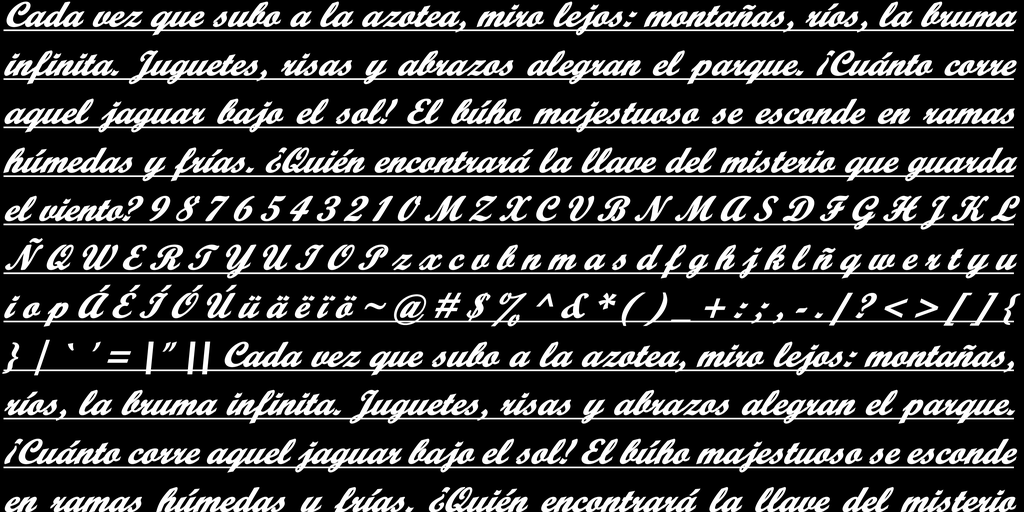 Cada vez que subo a la azotea, miro lejos: montañas, ríos, la bruma
infinita. Juguetes, risas y abrazos alegran el parque. ¡Cuánto corre
aquel jaguar bajo el sol! El búho majestuoso se esconde en ramas
húmedas y frías. ¿Quién encontrará la llave del misterio que guarda
el viento? 9 8 7 6 5 4 3 2 1 0 M Z X C V B N M A S D F G H J K L
Ñ Q W E R T Y U I O P z x c v b n m a s d f g h j k l ñ q w e r t y u
i o p Á É Í Ó Ú ü ä ë ï ö ~ @ # $ % ^ & * ( ) _ + : ; , - . / ? < > [ ] {
} | ` ' = \" || Cada vez que subo a la azotea, miro lejos: montañas,
ríos, la bruma infinita. Juguetes, risas y abrazos alegran el parque.
¡Cuánto corre aquel jaguar bajo el sol! El búho majestuoso se esconde
en ramas húmedas y frías. ¿Quién encontrará la llave del misterio